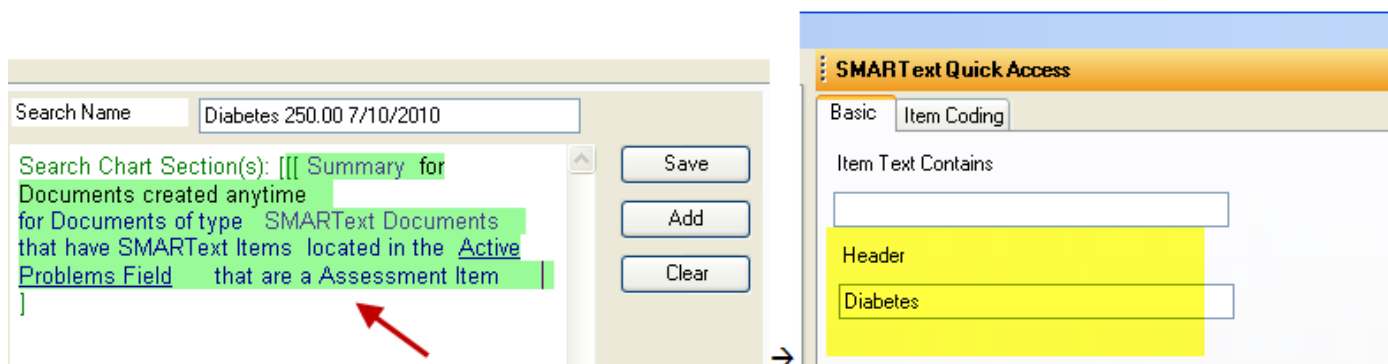 Search Name
Diabetes 250.00 7/10/2010
Search Chart Section(s): [[[ Summary for
Documents created anytime
for Documents of type SMARText Documents
that have SMARText Items located in the Active
Problems Field that are a Assessment Item
]
Save
Add
Clear
→
SMARText Quick Access
Basic
Item Coding
Item Text Contains
Header
Diabetes